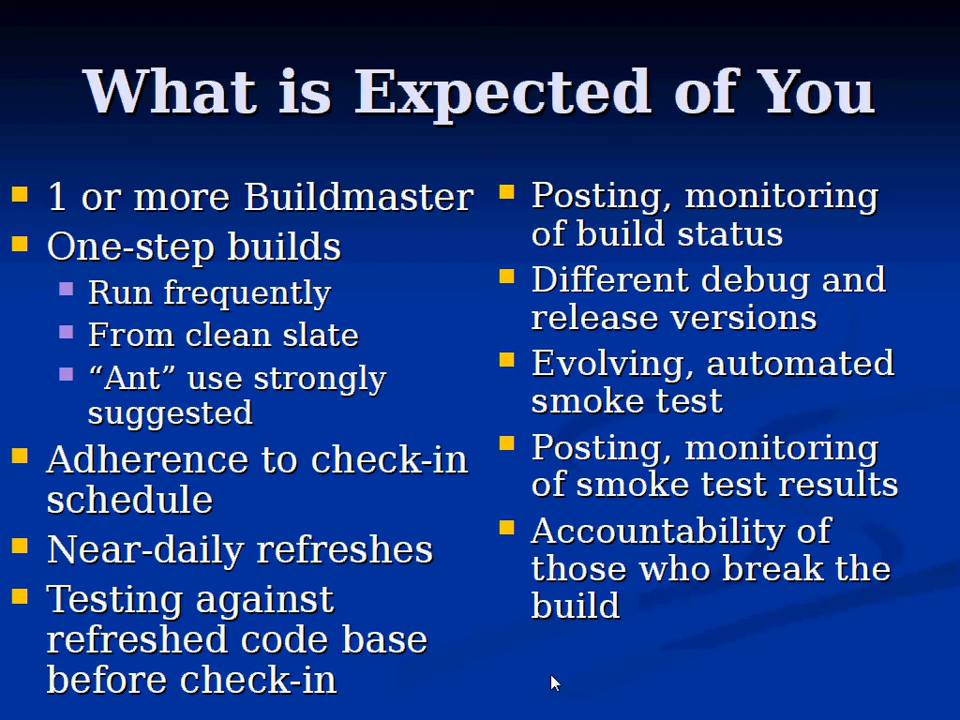 What is Expected of You
1 or more Buildmaster
One-step builds
Run frequently
From clean slate
“Ant” use strongly
suggested
Adherence to check-in
schedule
Near-daily refreshes
Testing against
refreshed code base
before check-in
Posting, monitoring
of build status
Different debug and
release versions
Evolving, automated
smoke test
Posting, monitoring
of smoke test results
Accountability of
those who break the
build